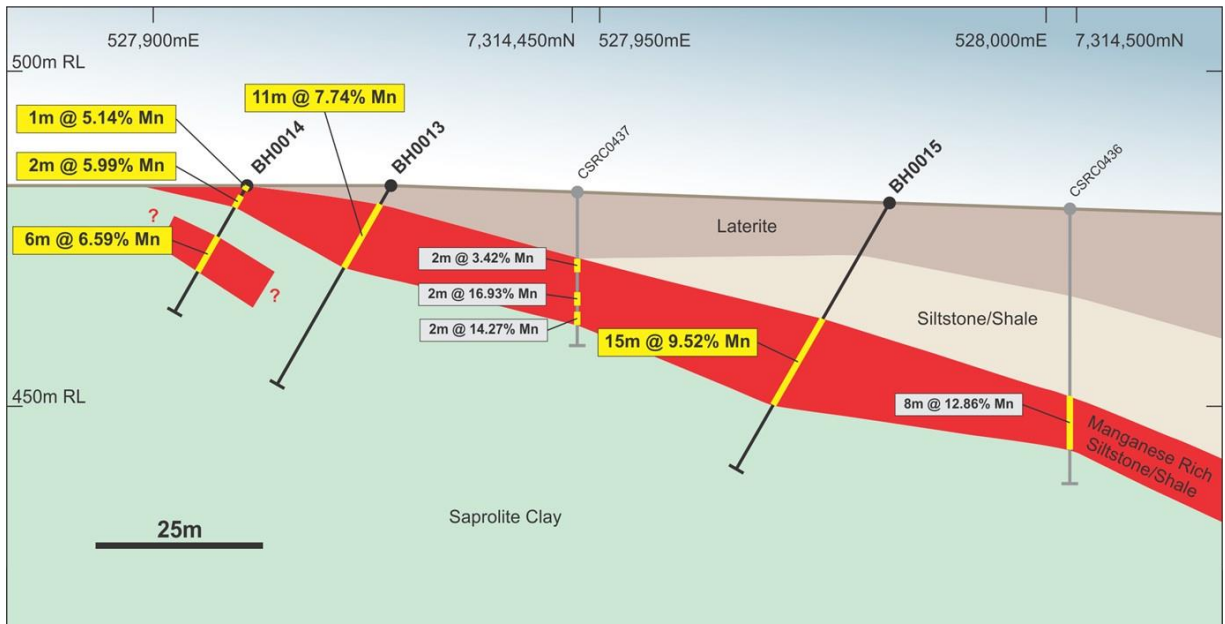 527,900mE
7,314,450mN
527,950mE
528,000mE
7,314,500mN
500m RL
11m @ 7.74% Mn
1m @ 5.14% Mn
BH0014
BH0013
CSRC0437
BH0015
CSRC0436
2m @ 5.99% Mn
?
6m @ 6.59% Mn
?
Laterite
2m @ 3.42% Mn
2m @ 16.93% Mn
2m @ 14.27% Mn
Siltstone/Shale
15m @ 9.52% Mn
450m RL
8m @ 12.86% Mn
Manganese Rich
Siltstone/Shale
Saprolite Clay
25m